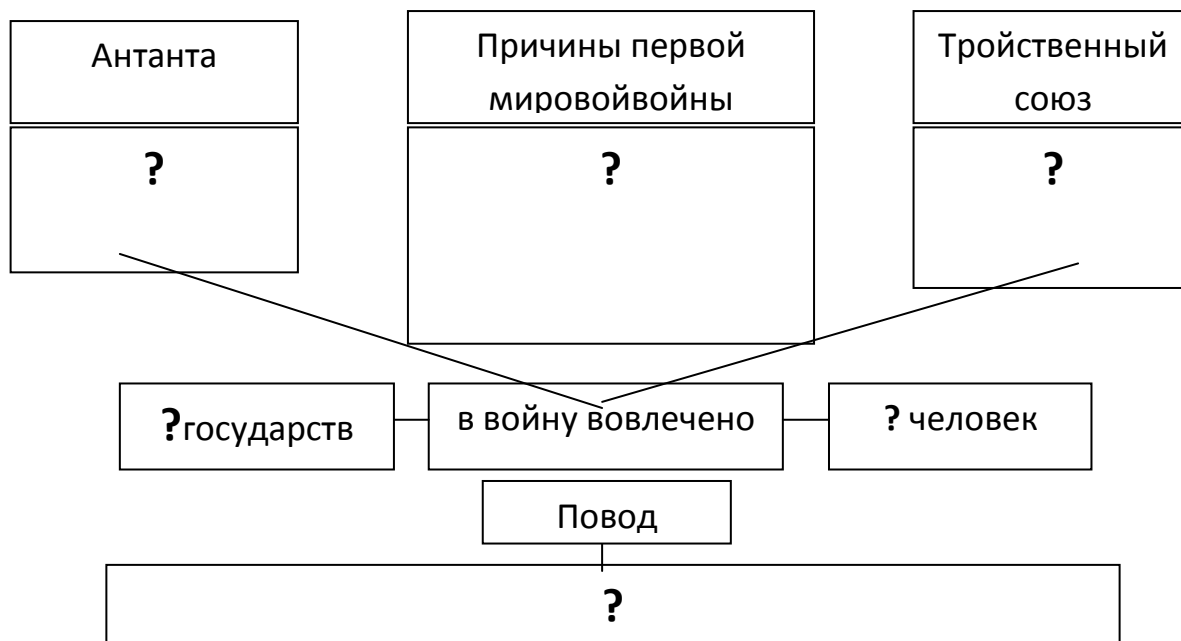 Антанта
?
Причины первой
мировойвойны
?
Тройственный
союз
?
?государств
в войну вовлечено
? человек
Повод
?